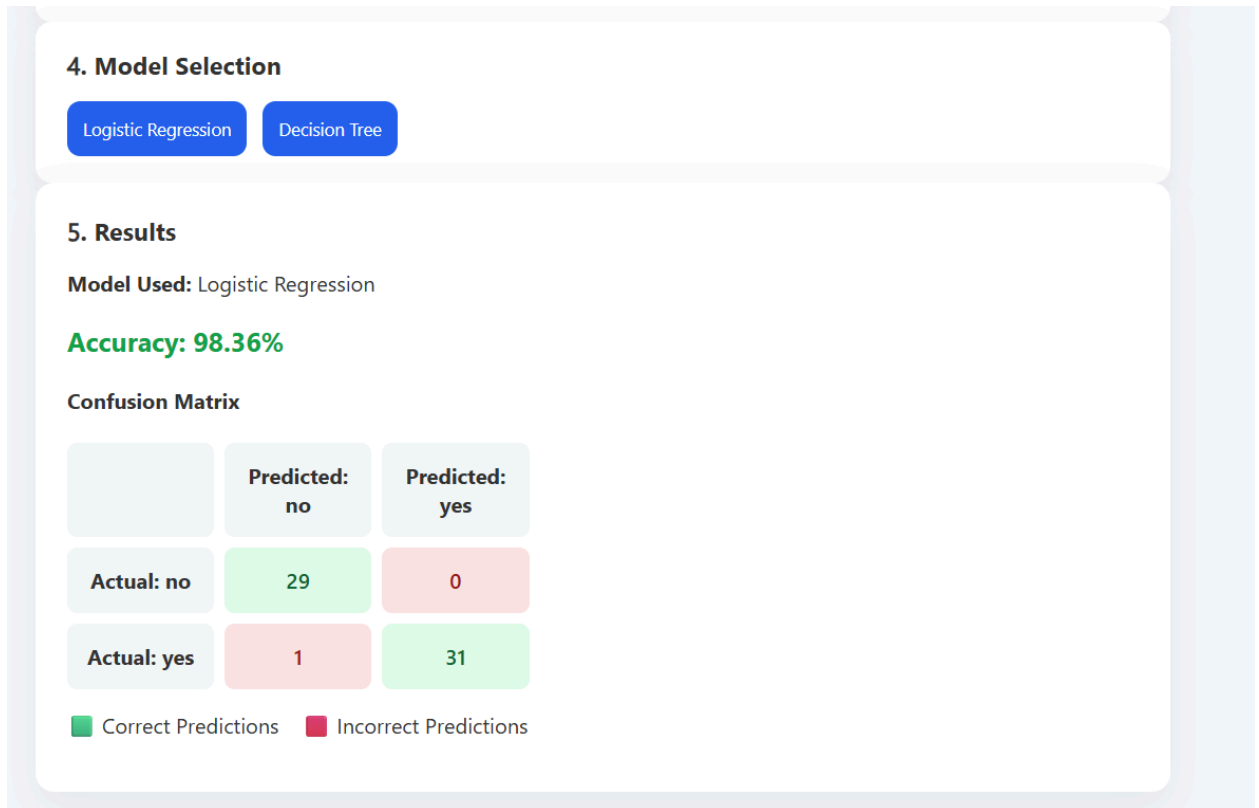 4. Model Selection
Logistic Regression Decision Tree
5. Results
Model Used: Logistic Regression
Accuracy: 98.36%
Confusion Matrix
Predicted: Predicted:
no yes
Actual: no 29 0
Actual: yes 1 31
Correct Predictions Incorrect Predictions